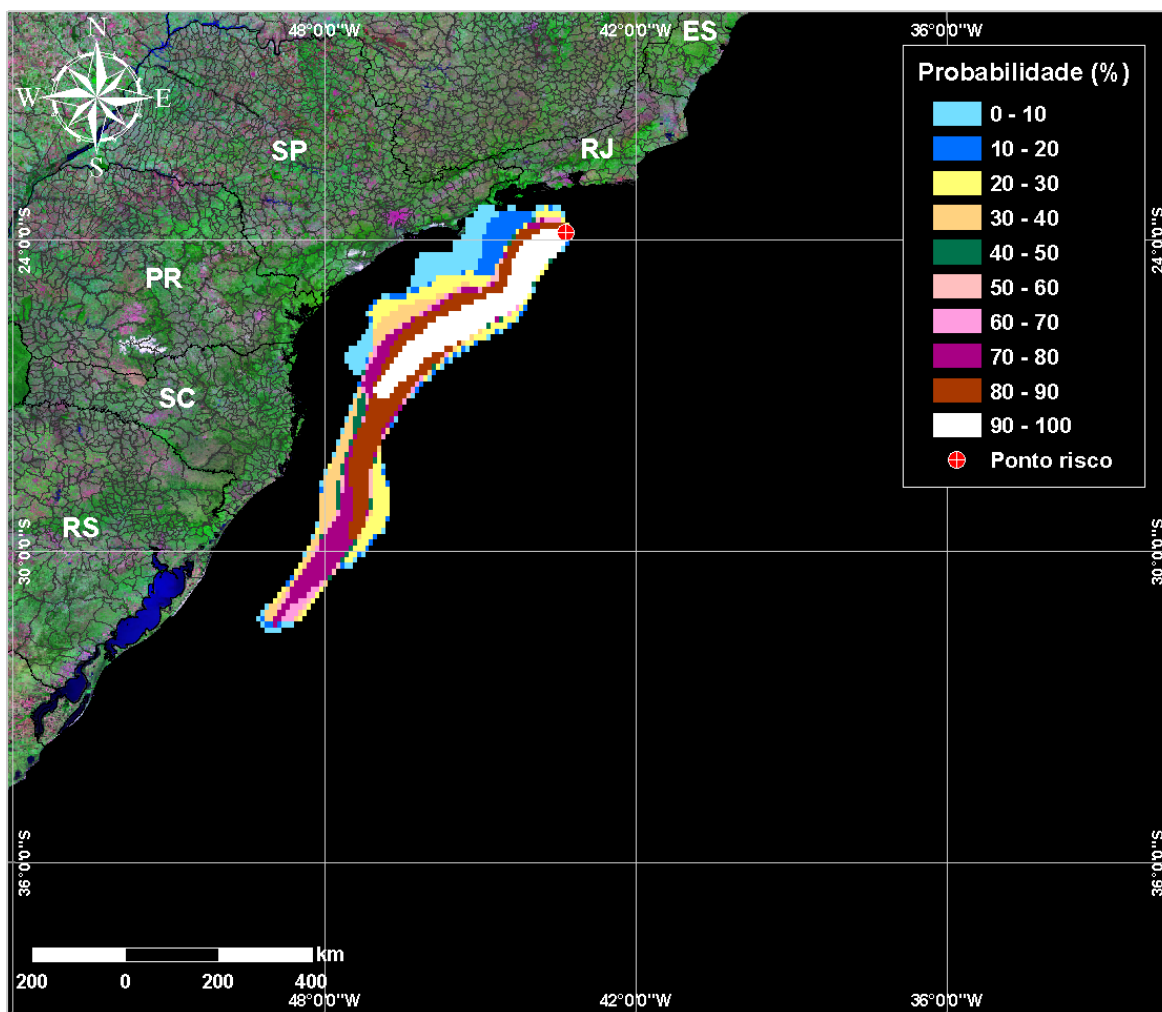 48°0'0"W
42°0'0"W
36°0'0"W
ES
N
W
E
S
SP
RJ
PR
SC
RS
24°0'0"S
24°0'0"S
30°0'0"S
30°0'0"S
36°0'0"S
36°0'0"S
Probabilidade (%)
0 - 10
10 - 20
20 - 30
30 - 40
40 - 50
50 - 60
60 - 70
70 - 80
80 - 90
90 - 100
Ponto risco
km
200 0 200 400
48°0'0"W
42°0'0"W
36°0'0"W